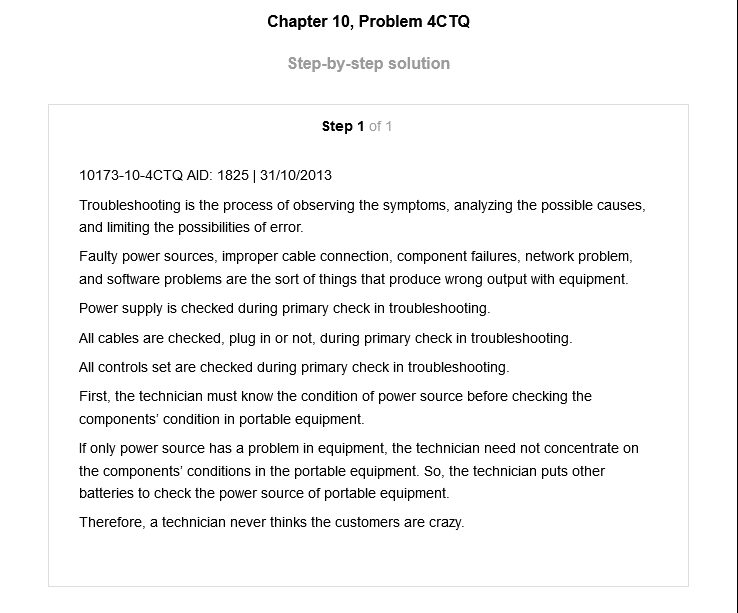 Chapter 10, Problem 4CTQ
Step-by-step solution
Step 1 of 1
10173-10-4CTQ AID: 1825 | 31/10/2013
Troubleshooting is the process of observing the symptoms, analyzing the possible causes,
and limiting the possibilities of error.
Faulty power sources, improper cable connection, component failures, network problem,
and software problems are the sort of things that produce wrong output with equipment.
Power supply is checked during primary check in troubleshooting.
All cables are checked, plug in or not, during primary check in troubleshooting.
All controls set are checked during primary check in troubleshooting.
First, the technician must know the condition of power source before checking the
components’ condition in portable equipment.
If only power source has a problem in equipment, the technician need not concentrate on
the components’ conditions in the portable equipment. So, the technician puts other
batteries to check the power source of portable equipment.
Therefore, a technician never thinks the customers are crazy.